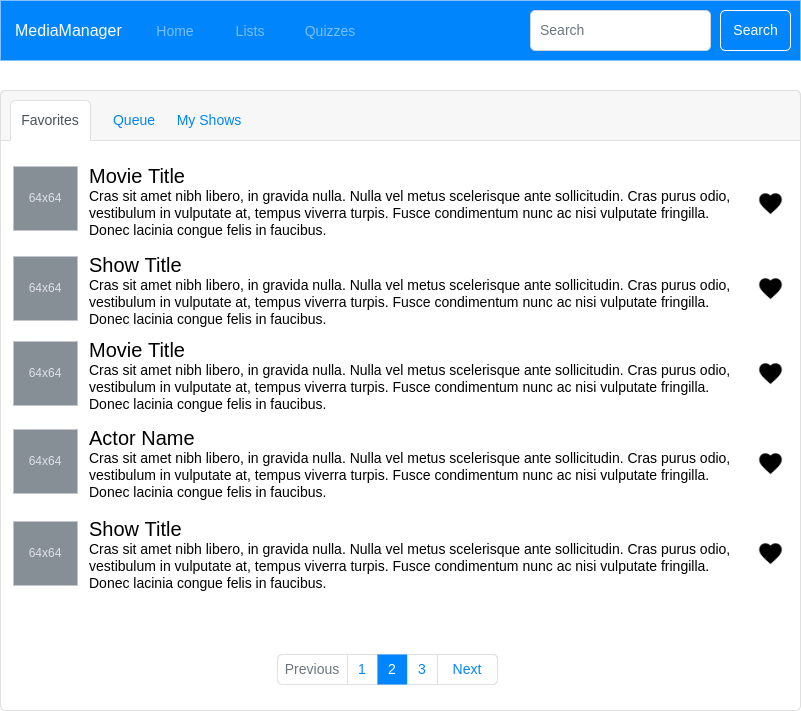 MediaManager Home Lists Quizzes Search Search
Favorites Queue My Shows
64x64
Movie Title
Cras sit amet nibh libero, in gravida nulla. Nulla vel metus scelerisque ante sollicitudin. Cras purus odio,
vestibulum in vulputate at, tempus viverra turpis. Fusce condimentum nunc ac nisi vulputate fringilla.
Donec lacinia congue felis in faucibus.
64x64
Show Title
Cras sit amet nibh libero, in gravida nulla. Nulla vel metus scelerisque ante sollicitudin. Cras purus odio,
vestibulum in vulputate at, tempus viverra turpis. Fusce condimentum nunc ac nisi vulputate fringilla.
Donec lacinia congue felis in faucibus.
64x64
Movie Title
Cras sit amet nibh libero, in gravida nulla. Nulla vel metus scelerisque ante sollicitudin. Cras purus odio,
vestibulum in vulputate at, tempus viverra turpis. Fusce condimentum nunc ac nisi vulputate fringilla.
Donec lacinia congue felis in faucibus.
64x64
Actor Name
Cras sit amet nibh libero, in gravida nulla. Nulla vel metus scelerisque ante sollicitudin. Cras purus odio,
vestibulum in vulputate at, tempus viverra turpis. Fusce condimentum nunc ac nisi vulputate fringilla.
Donec lacinia congue felis in faucibus.
64x64
Show Title
Cras sit amet nibh libero, in gravida nulla. Nulla vel metus scelerisque ante sollicitudin. Cras purus odio,
vestibulum in vulputate at, tempus viverra turpis. Fusce condimentum nunc ac nisi vulputate fringilla.
Donec lacinia congue felis in faucibus.
Previous 1 2 3 Next